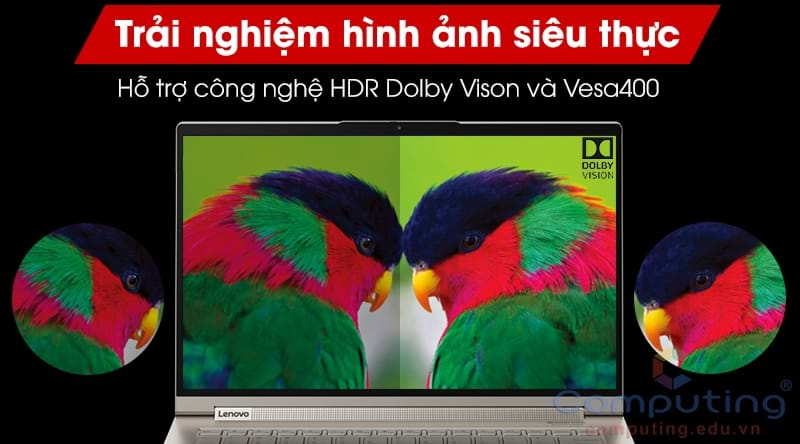 Trải nghiệm hình ảnh siêu thực
Hỗ trợ công nghệ HDR Dolby Vison và Vesa400
DOLBY
VISION
Lenovo
Computing®
computing.edu.vn